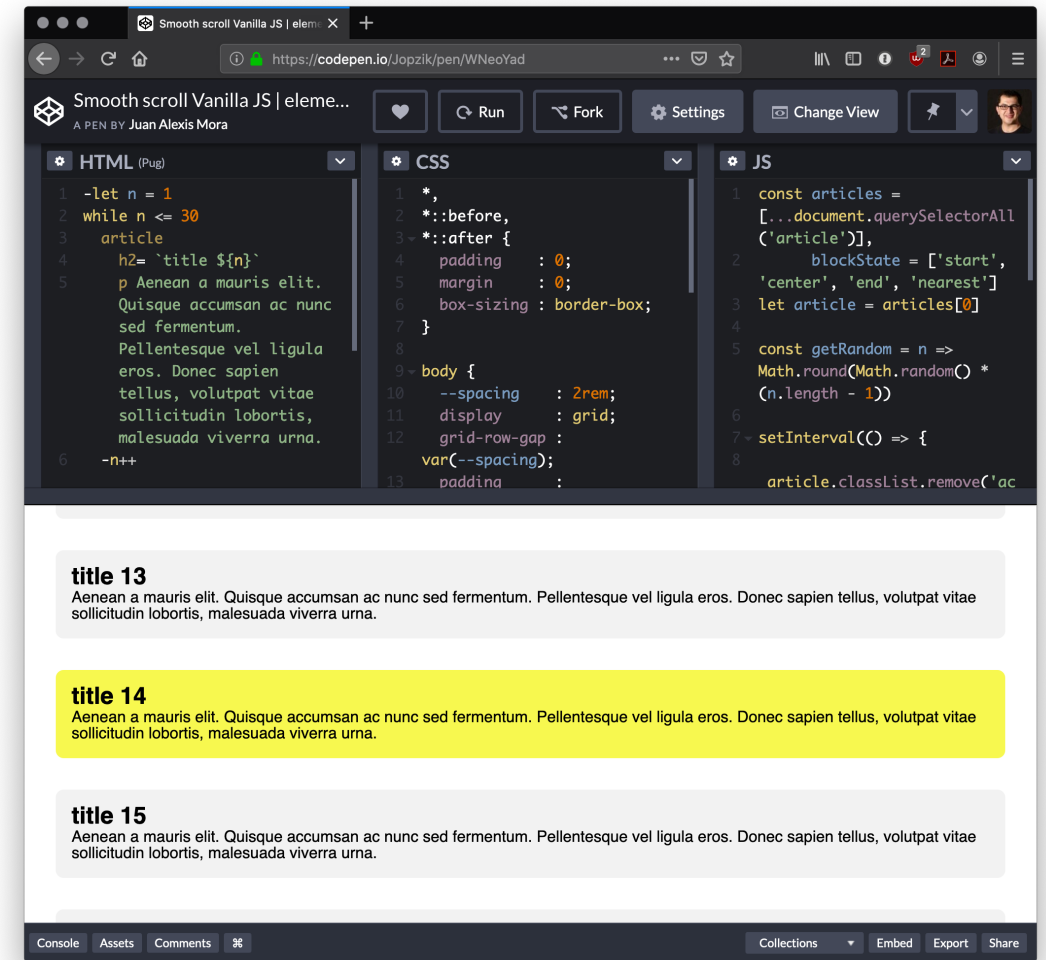 Smooth scroll Vanilla JS | eleme
https://codepen.io/Jopzik/pen/WNeoYad
2
Smooth scroll Vanilla JS | eleme...
A PEN BY Juan Alexis Mora
Run
Fork
Settings
Change View
HTML (Pug)
1 -let n = 1
2 while n <= 30
3 article
4 h2= `title ${n}`
5 p Aenean a mauris elit.
Quisque accumsan ac nunc
sed fermentum.
Pellentesque vel ligula
eros. Donec sapien
tellus, volutpat vitae
sollicitudin lobortis,
malesuada viverra urna.
6 -n++
CSS
1 *,
2 *::before,
3 *::after {
4 padding : 0;
5 margin : 0;
6 box-sizing : border-box;
7 }
8
9 body {
10 --spacing : 2rem;
11 display : grid;
12 grid-row-gap :
var(--spacing);
13 padding :
JS
1 const articles =
[...document.querySelectorAll
('article')],
2 blockState = ['start',
'center', 'end', 'nearest']
3 let article = articles[0]
4
5 const getRandom = n =>
Math.round(Math.random() *
(n.length - 1))
6
7 setInterval(() => {
8
article.classList.remove('ac
title 13
Aenean a mauris elit. Quisque accumsan ac nunc sed fermentum. Pellentesque vel ligula eros. Donec sapien tellus, volutpat vitae
sollicitudin lobortis, malesuada viverra urna.
title 14
Aenean a mauris elit. Quisque accumsan ac nunc sed fermentum. Pellentesque vel ligula eros. Donec sapien tellus, volutpat vitae
sollicitudin lobortis, malesuada viverra urna.
title 15
Aenean a mauris elit. Quisque accumsan ac nunc sed fermentum. Pellentesque vel ligula eros. Donec sapien tellus, volutpat vitae
sollicitudin lobortis, malesuada viverra urna.
Console Assets Comments ⌘ Collections Embed Export Share